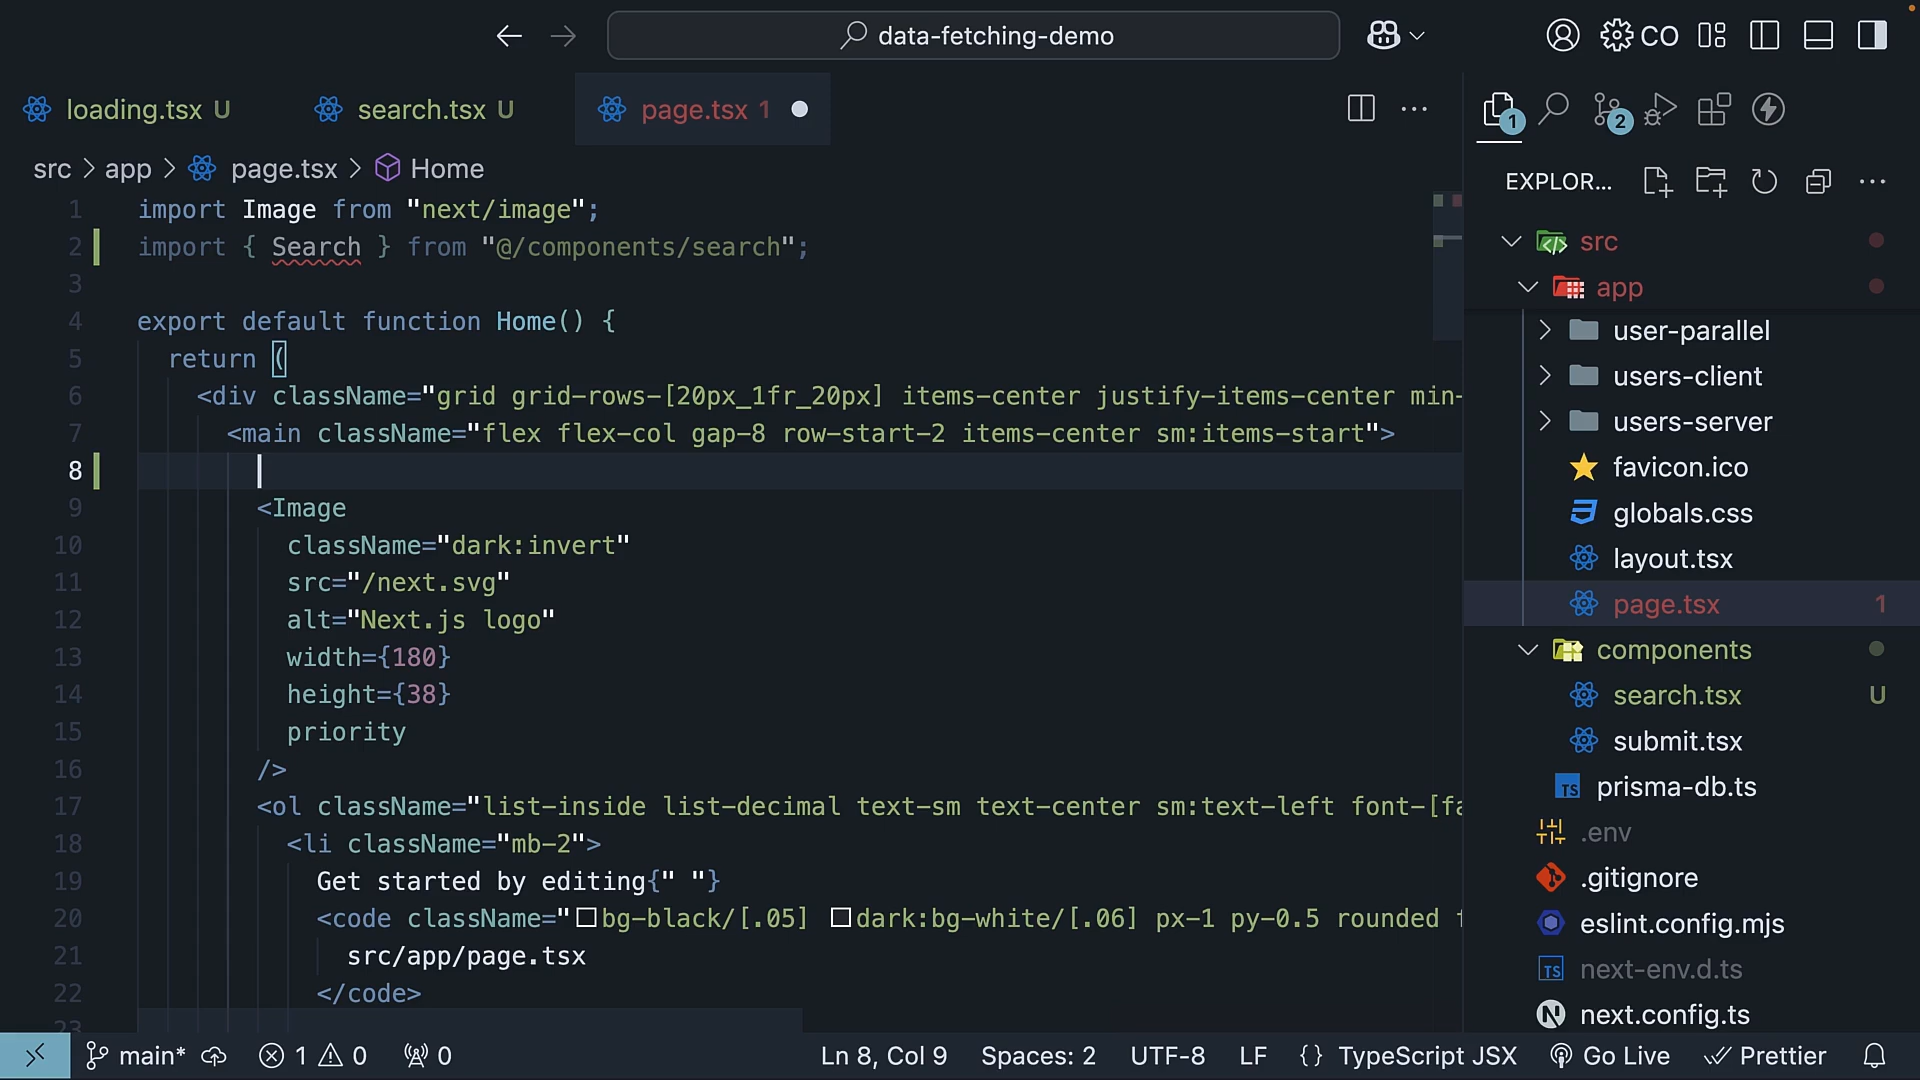 data-fetching-demo
CO
loading.tsx U
search.tsx U
page.tsx 1
src > app > page.tsx > Home
1 import Image from "next/image";
2 import { Search } from "@/components/search";
3
4 export default function Home() {
5 return (
6 <div className="grid grid-rows-[20px_1fr_20px] items-center justify-items-center min-
7 <main className="flex flex-col gap-8 row-start-2 items-center sm:items-start">
8
9 <Image
10 className="dark:invert"
11 src="/next.svg"
12 alt="Next.js logo"
13 width={180}
14 height={38}
15 priority
16 />
17 <ol className="list-inside list-decimal text-sm text-center sm:text-left font-[fa
18 <li className="mb-2">
19 Get started by editing{" "}
20 <code className="bg-black/[.05] dark:bg-white/[.06] px-1 py-0.5 rounded f
21 src/app/page.tsx
22 </code>
23
1
2
EXPLOR...
src
app
user-parallel
users-client
users-server
favicon.ico
globals.css
layout.tsx
page.tsx 1
components
search.tsx U
submit.tsx
prisma-db.ts
.env
.gitignore
eslint.config.mjs
next-env.d.ts
next.config.ts
main* 1 0 0 Ln 8, Col 9 Spaces: 2 UTF-8 LF {} TypeScript JSX Go Live Prettier